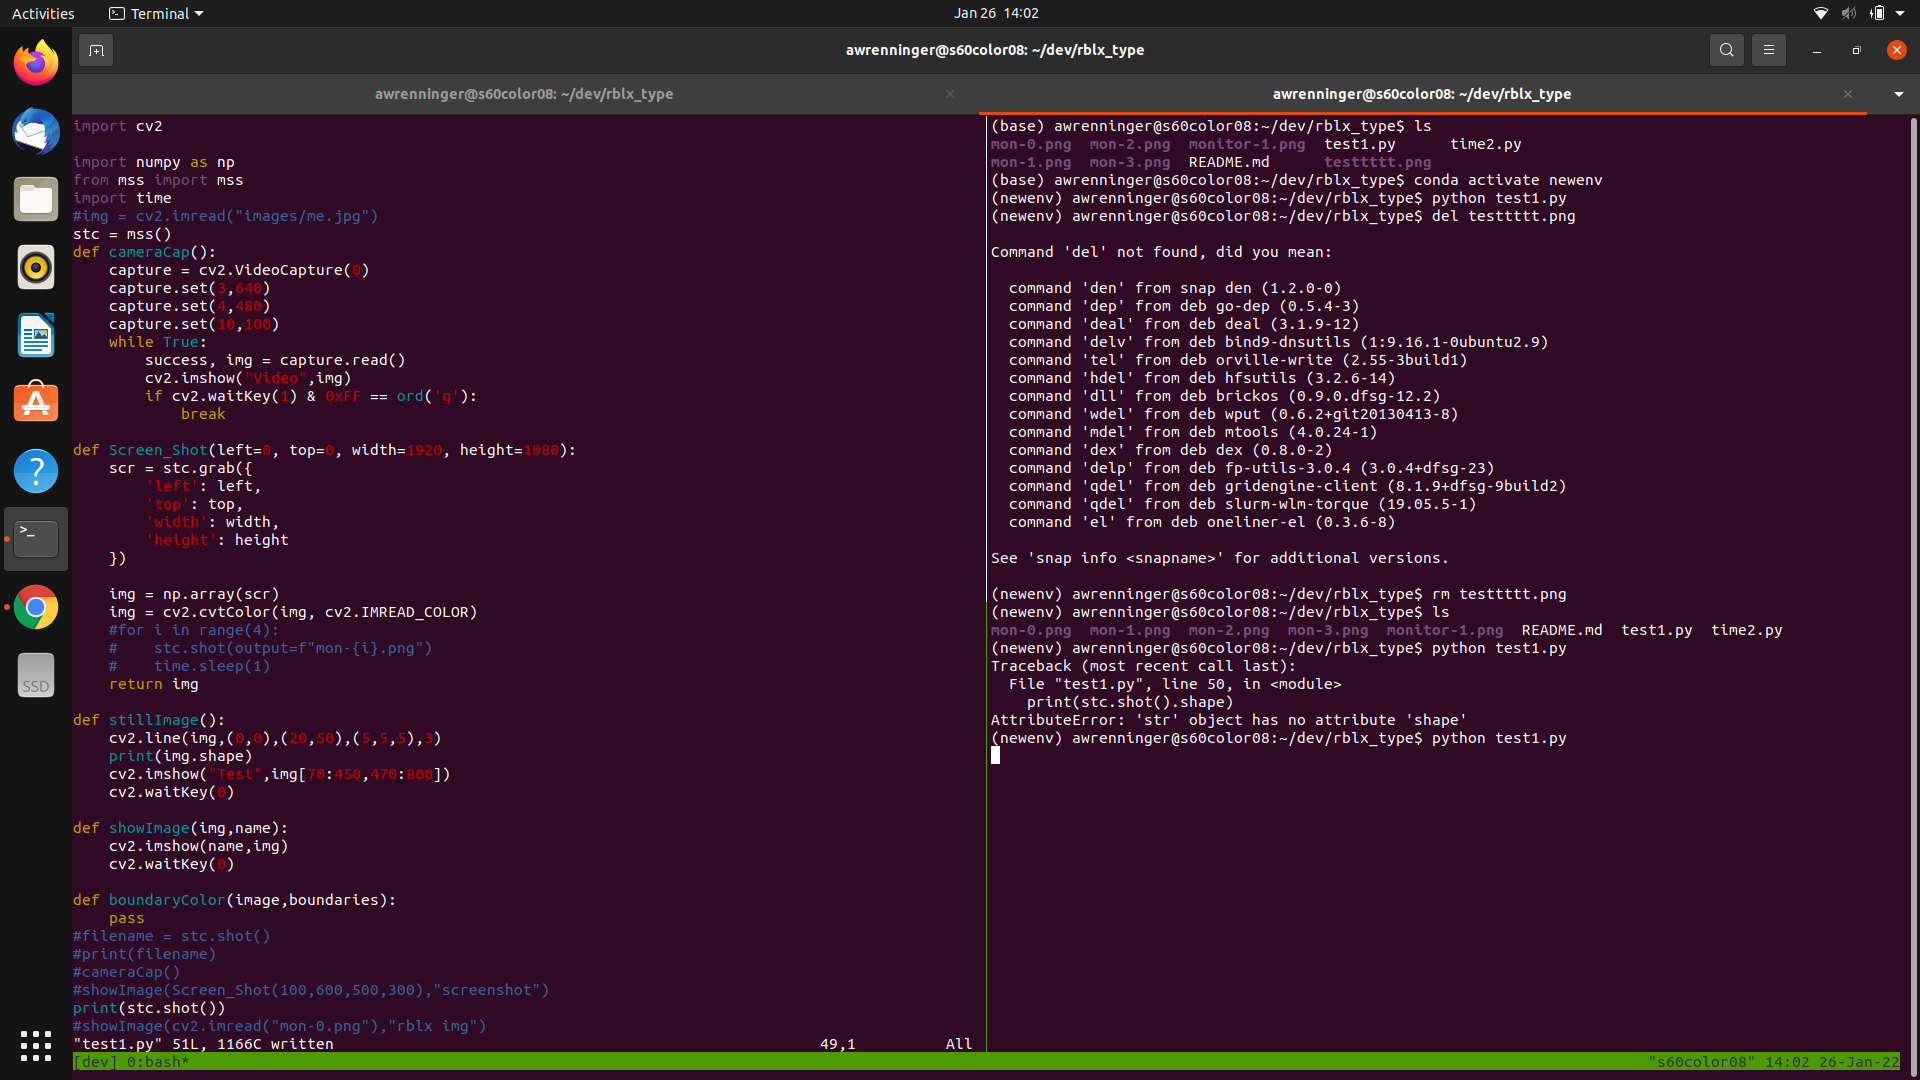 Activities
Terminal
Jan 26 14:02
awrenninger@s60color08: ~/dev/rblx_type
awrenninger@s60color08: ~/dev/rblx_type
awrenninger@s60color08: ~/dev/rblx_type
import cv2
import numpy as np
from mss import mss
import time
#img = cv2.imread("images/me.jpg")
stc = mss()
def cameraCap():
    capture = cv2.VideoCapture(0)
    capture.set(3,640)
    capture.set(4,480)
    capture.set(10,100)
    while True:
        success, img = capture.read()
        cv2.imshow("Video",img)
        if cv2.waitKey(1) & 0xFF == ord('q'):
            break
def Screen_Shot(left=0, top=0, width=1920, height=1080):
    scr = stc.grab({
        'left': left,
        'top': top,
        'width': width,
        'height': height
    })
    img = np.array(scr)
    img = cv2.cvtColor(img, cv2.IMREAD_COLOR)
    #for i in range(4):
    #    stc.shot(output=f"mon-{i}.png")
    #    time.sleep(1)
    return img
def stillImage():
    cv2.line(img,(0,0),(20,50),(5,5,5),3)
    print(img.shape)
    cv2.imshow("Test",img[70:450,470:800])
    cv2.waitKey(0)
def showImage(img,name):
    cv2.imshow(name,img)
    cv2.waitKey(0)
def boundaryColor(image,boundaries):
    pass
#filename = stc.shot()
#print(filename)
#cameraCap()
#showImage(Screen_Shot(100,600,500,300),"screenshot")
print(stc.shot())
#showImage(cv2.imread("mon-0.png"),"rblx img")
"test1.py" 51L, 1166C written 49,1 All
(base) awrenninger@s60color08:~/dev/rblx_type$ ls
mon-0.png  mon-2.png  monitor-1.png  test1.py      time2.py
mon-1.png  mon-3.png  README.md      testtttt.png
(base) awrenninger@s60color08:~/dev/rblx_type$ conda activate newenv
(newenv) awrenninger@s60color08:~/dev/rblx_type$ python test1.py
(newenv) awrenninger@s60color08:~/dev/rblx_type$ del testtttt.png
Command 'del' not found, did you mean:
  command 'den' from snap den (1.2.0-0)
  command 'dep' from deb go-dep (0.5.4-3)
  command 'deal' from deb deal (3.1.9-12)
  command 'delv' from deb bind9-dnsutils (1:9.16.1-0ubuntu2.9)
  command 'tel' from deb orville-write (2.55-3build1)
  command 'hdel' from deb hfsutils (3.2.6-14)
  command 'dll' from deb brickos (0.9.0.dfsg-12.2)
  command 'wdel' from deb wput (0.6.2+git20130413-8)
  command 'mdel' from deb mtools (4.0.24-1)
  command 'dex' from deb dex (0.8.0-2)
  command 'delp' from deb fp-utils-3.0.4 (3.0.4+dfsg-23)
  command 'qdel' from deb gridengine-client (8.1.9+dfsg-9build2)
  command 'qdel' from deb slurm-wlm-torque (19.05.5-1)
  command 'el' from deb oneliner-el (0.3.6-8)
See 'snap info <snapname>' for additional versions.
(newenv) awrenninger@s60color08:~/dev/rblx_type$ rm testtttt.png
(newenv) awrenninger@s60color08:~/dev/rblx_type$ ls
mon-0.png  mon-1.png  mon-2.png  mon-3.png  monitor-1.png  README.md  test1.py  time2.py
(newenv) awrenninger@s60color08:~/dev/rblx_type$ python test1.py
Traceback (most recent call last):
  File "test1.py", line 50, in <module>
    print(stc.shot().shape)
AttributeError: 'str' object has no attribute 'shape'
(newenv) awrenninger@s60color08:~/dev/rblx_type$ python test1.py
SSD
[dev] 0:bash* "s60color08" 14:02 26-Jan-22